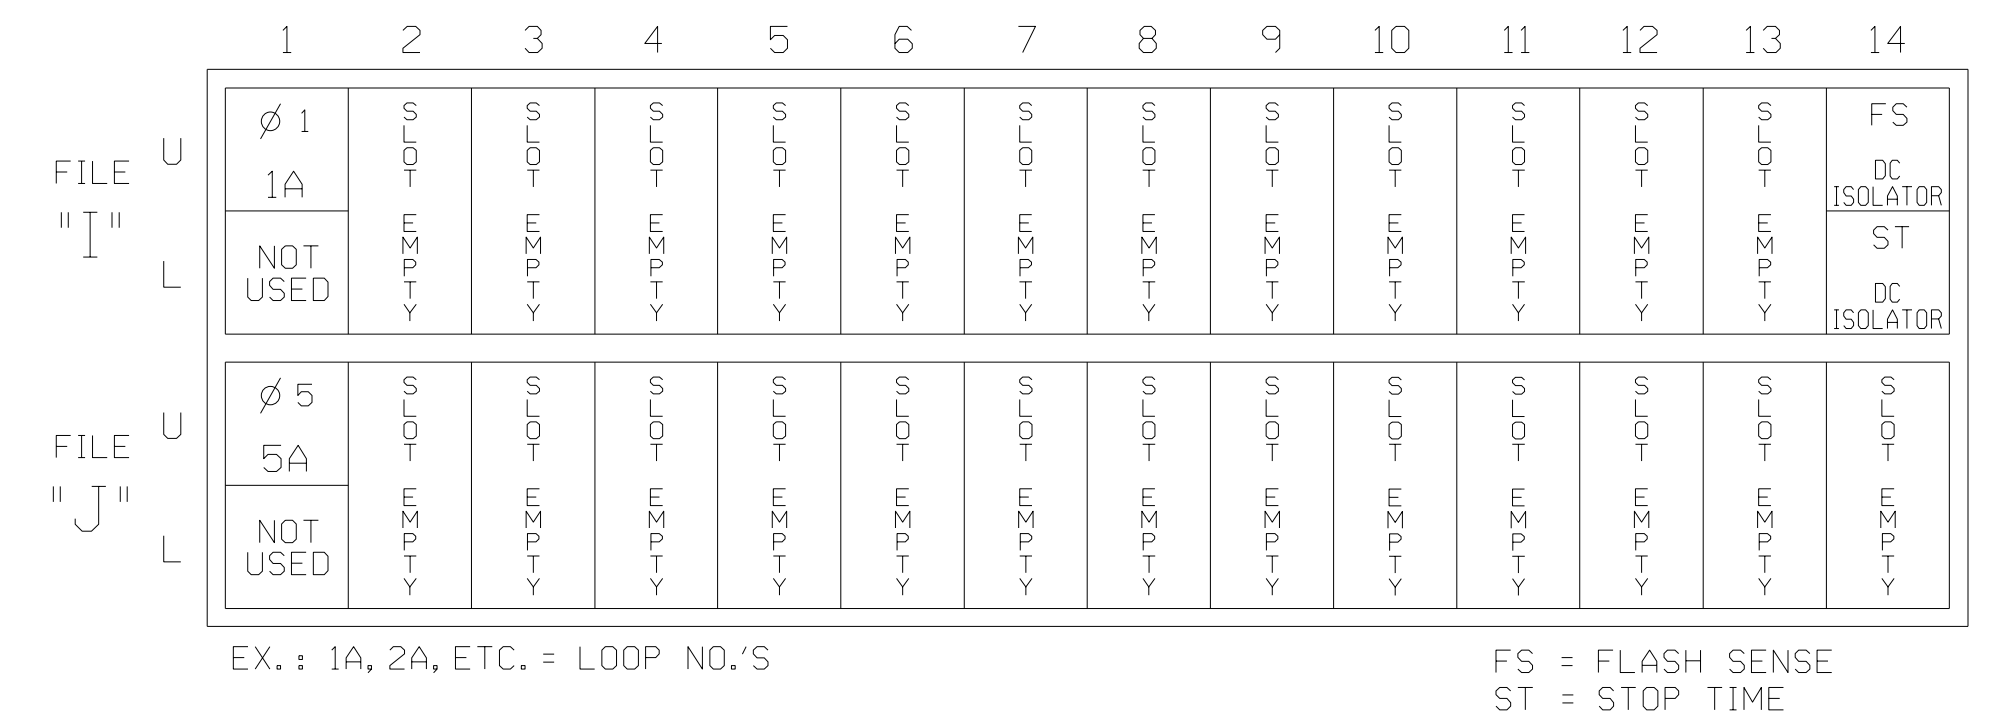 1 2 3 4 5 6 7 8 9 10 11 12 13 14
FILE
"I"
U
L
Ø 1
1A
NOT
USED
SLOT EMPTY
SLOT EMPTY
SLOT EMPTY
SLOT EMPTY
SLOT EMPTY
SLOT EMPTY
SLOT EMPTY
SLOT EMPTY
SLOT EMPTY
SLOT EMPTY
SLOT EMPTY
SLOT EMPTY
FS
DC
ISOLATOR
ST
DC
ISOLATOR
FILE
"J"
U
L
Ø 5
5A
NOT
USED
SLOT EMPTY
SLOT EMPTY
SLOT EMPTY
SLOT EMPTY
SLOT EMPTY
SLOT EMPTY
SLOT EMPTY
SLOT EMPTY
SLOT EMPTY
SLOT EMPTY
SLOT EMPTY
SLOT EMPTY
SLOT EMPTY
EX.: 1A, 2A, ETC. = LOOP NO.'S
FS = FLASH SENSE
ST = STOP TIME